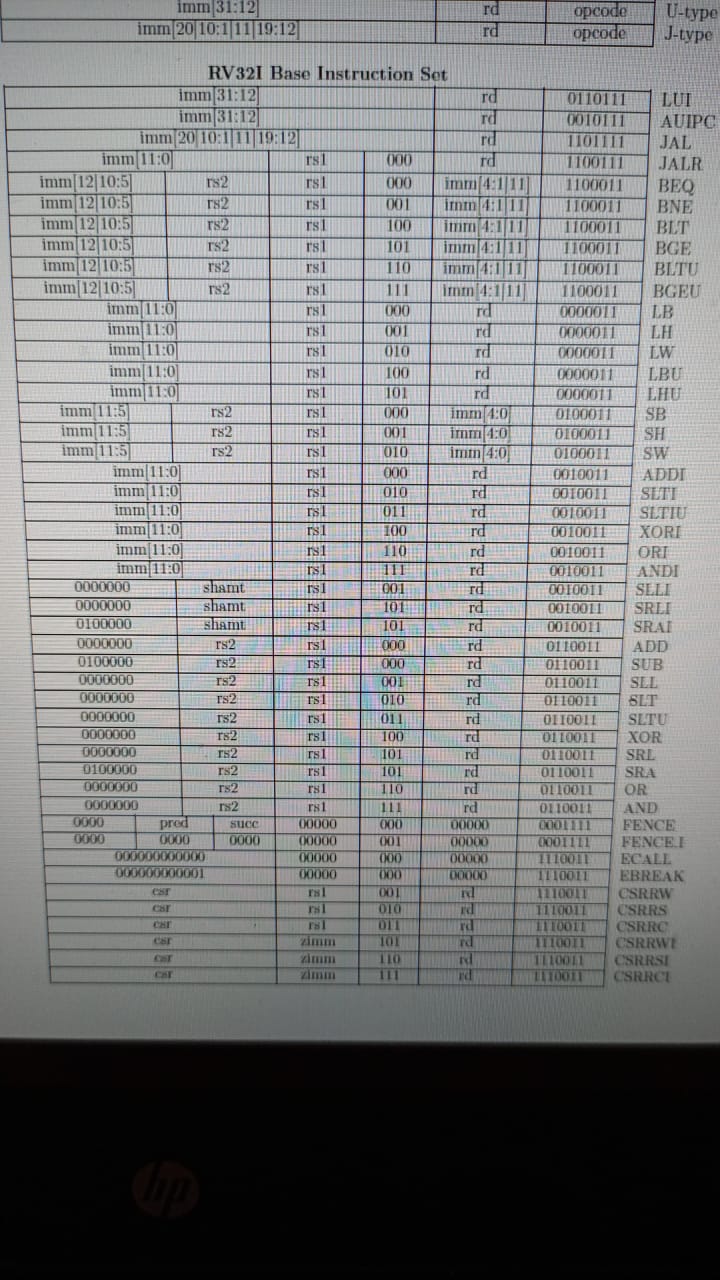 imm[31:12] rd opcode U-type
imm[20|10:1|11|19:12] rd opcode J-type
RV32I Base Instruction Set
imm[31:12] rd 0110111 LUI
imm[31:12] rd 0010111 AUIPC
imm[20|10:1|11|19:12] rd 1101111 JAL
imm[11:0] rs1 000 rd 1100111 JALR
imm[12|10:5] rs2 rs1 000 imm[4:1|11] 1100011 BEQ
imm[12|10:5] rs2 rs1 001 imm[4:1|11] 1100011 BNE
imm[12|10:5] rs2 rs1 100 imm[4:1|11] 1100011 BLT
imm[12|10:5] rs2 rs1 101 imm[4:1|11] 1100011 BGE
imm[12|10:5] rs2 rs1 110 imm[4:1|11] 1100011 BLTU
imm[12|10:5] rs2 rs1 111 imm[4:1|11] 1100011 BGEU
imm[11:0] rs1 000 rd 0000011 LB
imm[11:0] rs1 001 rd 0000011 LH
imm[11:0] rs1 010 rd 0000011 LW
imm[11:0] rs1 100 rd 0000011 LBU
imm[11:0] rs1 101 rd 0000011 LHU
imm[11:5] rs2 rs1 000 imm[4:0] 0100011 SB
imm[11:5] rs2 rs1 001 imm[4:0] 0100011 SH
imm[11:5] rs2 rs1 010 imm[4:0] 0100011 SW
imm[11:0] rs1 000 rd 0010011 ADDI
imm[11:0] rs1 010 rd 0010011 SLTI
imm[11:0] rs1 011 rd 0010011 SLTIU
imm[11:0] rs1 100 rd 0010011 XORI
imm[11:0] rs1 110 rd 0010011 ORI
imm[11:0] rs1 111 rd 0010011 ANDI
0000000 shamt rs1 001 rd 0010011 SLLI
0000000 shamt rs1 101 rd 0010011 SRLI
0100000 shamt rs1 101 rd 0010011 SRAI
0000000 rs2 rs1 000 rd 0110011 ADD
0100000 rs2 rs1 000 rd 0110011 SUB
0000000 rs2 rs1 001 rd 0110011 SLL
0000000 rs2 rs1 010 rd 0110011 SLT
0000000 rs2 rs1 011 rd 0110011 SLTU
0000000 rs2 rs1 100 rd 0110011 XOR
0000000 rs2 rs1 101 rd 0110011 SRL
0100000 rs2 rs1 101 rd 0110011 SRA
0000000 rs2 rs1 110 rd 0110011 OR
0000000 rs2 rs1 111 rd 0110011 AND
0000 pred succ 00000 000 00000 0001111 FENCE
0000 0000 0000 00000 001 00000 0001111 FENCE.I
000000000000 00000 000 00000 1110011 ECALL
000000000001 00000 000 00000 1110011 EBREAK
csr rs1 001 rd 1110011 CSRRW
csr rs1 010 rd 1110011 CSRRS
csr rs1 011 rd 1110011 CSRRC
csr zimm 101 rd 1110011 CSRRWI
csr zimm 110 rd 1110011 CSRRSI
csr zimm 111 rd 1110011 CSRRCI
hp